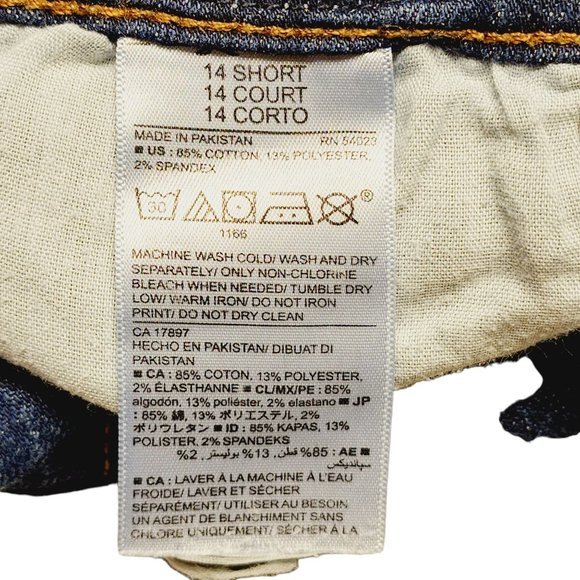 14 SHORT
14 COURT
14 CORTO
MADE IN PAKISTAN RN 54023
US : 85% COTTON, 13% POLYESTER,
2% SPANDEX
30
®
1166
MACHINE WASH COLD/ WASH AND DRY
SEPARATELY/ ONLY NON-CHLORINE
BLEACH WHEN NEEDED/ TUMBLE DRY
LOW/ WARM IRON/ DO NOT IRON
PRINT/ DO NOT DRY CLEAN
CA 17897
HECHO EN PAKISTAN/ DIBUAT DI
PAKISTAN
CA : 85% COTON, 13% POLYESTER,
2% ÉLASTHANNE CL/MX/PE : 85%
algodón, 13% poliéster, 2% elastano JP
: 85% 綿, 13% ポリエステル, 2%
ポリウレタン ID : 85% KAPAS, 13%
POLISTER, 2% SPANDEKS
AE : 85% قطن, 13% بوليستر, 2%
سباندیکس
CA : LAVER À LA MACHINE À L'EAU
FROIDE/ LAVER ET SÉCHER
SÉPARÉMENT/ UTILISER AU BESOIN
UN AGENT DE BLANCHIMENT SANS
CHLORE UNIQUEMENT/ SÉCHER À LA